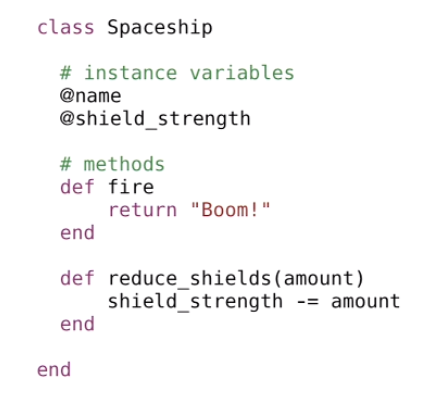 class Spaceship
# instance variables
@name
@shield_strength
# methods
def fire
return "Boom!"
end
def reduce_shields(amount)
shield_strength -= amount
end
end